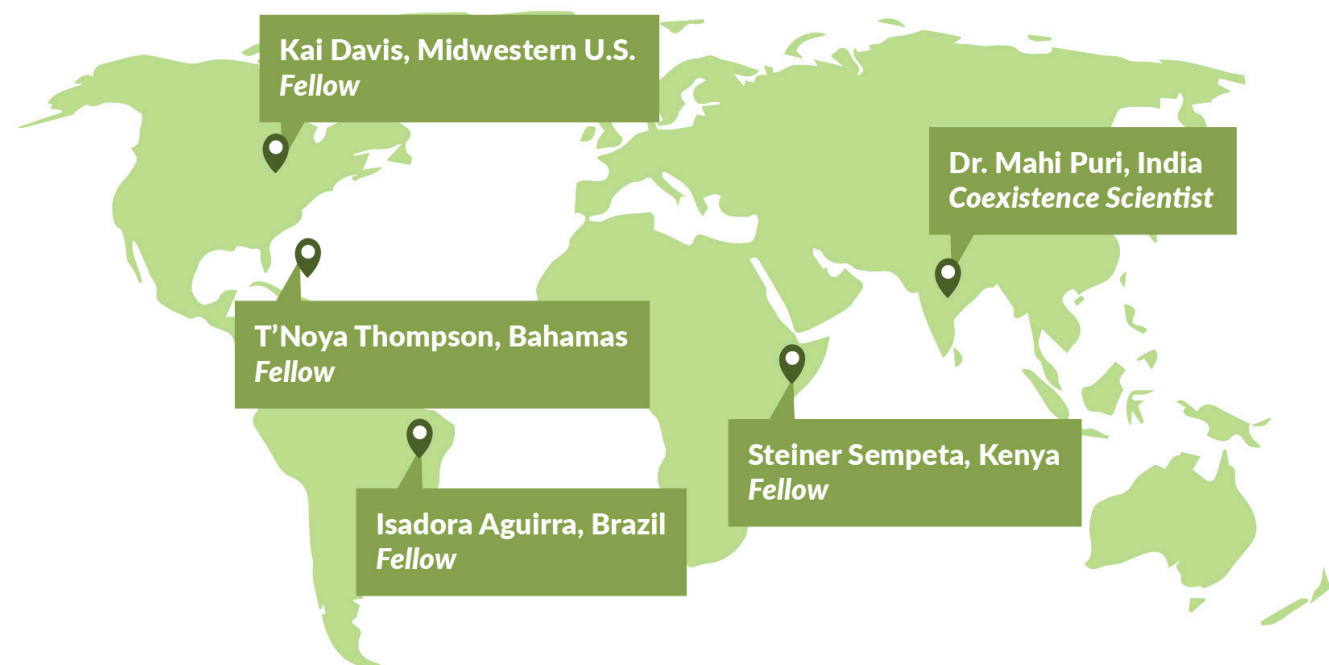 Kai Davis, Midwestern U.S.
Fellow
Dr. Mahi Puri, India
Coexistence Scientist
T’Noya Thompson, Bahamas
Fellow
Steiner Sempeta, Kenya
Fellow
Isadora Aguirra, Brazil
Fellow